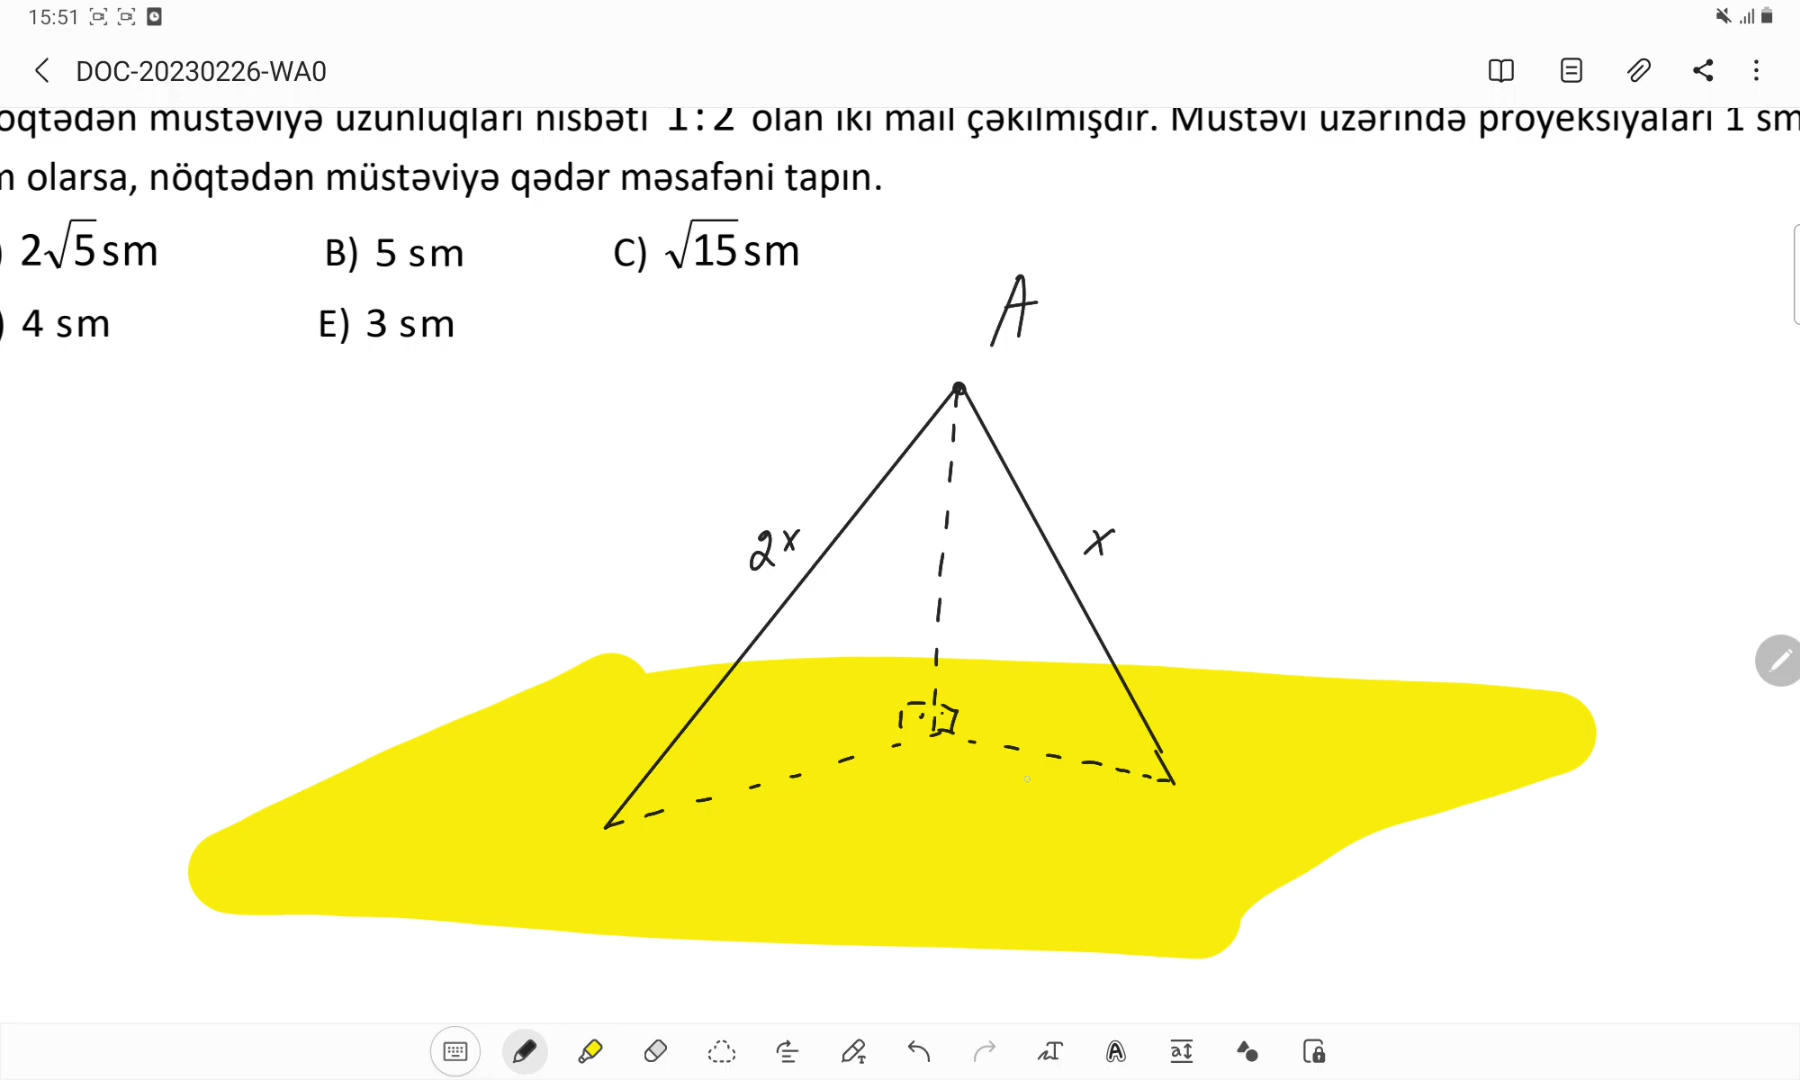 15:51
DOC-20230226-WA0
oqtədən müstəviyə uzunluqları nisbəti 1:2 olan iki mail çəkilmişdir. Müstəvi üzərində proyeksiyaları 1 sm
olarsa, nöqtədən müstəviyə qədər məsafəni tapın.
) 2√5 sm B) 5 sm C) √15 sm
) 4 sm E) 3 sm
A
2x x